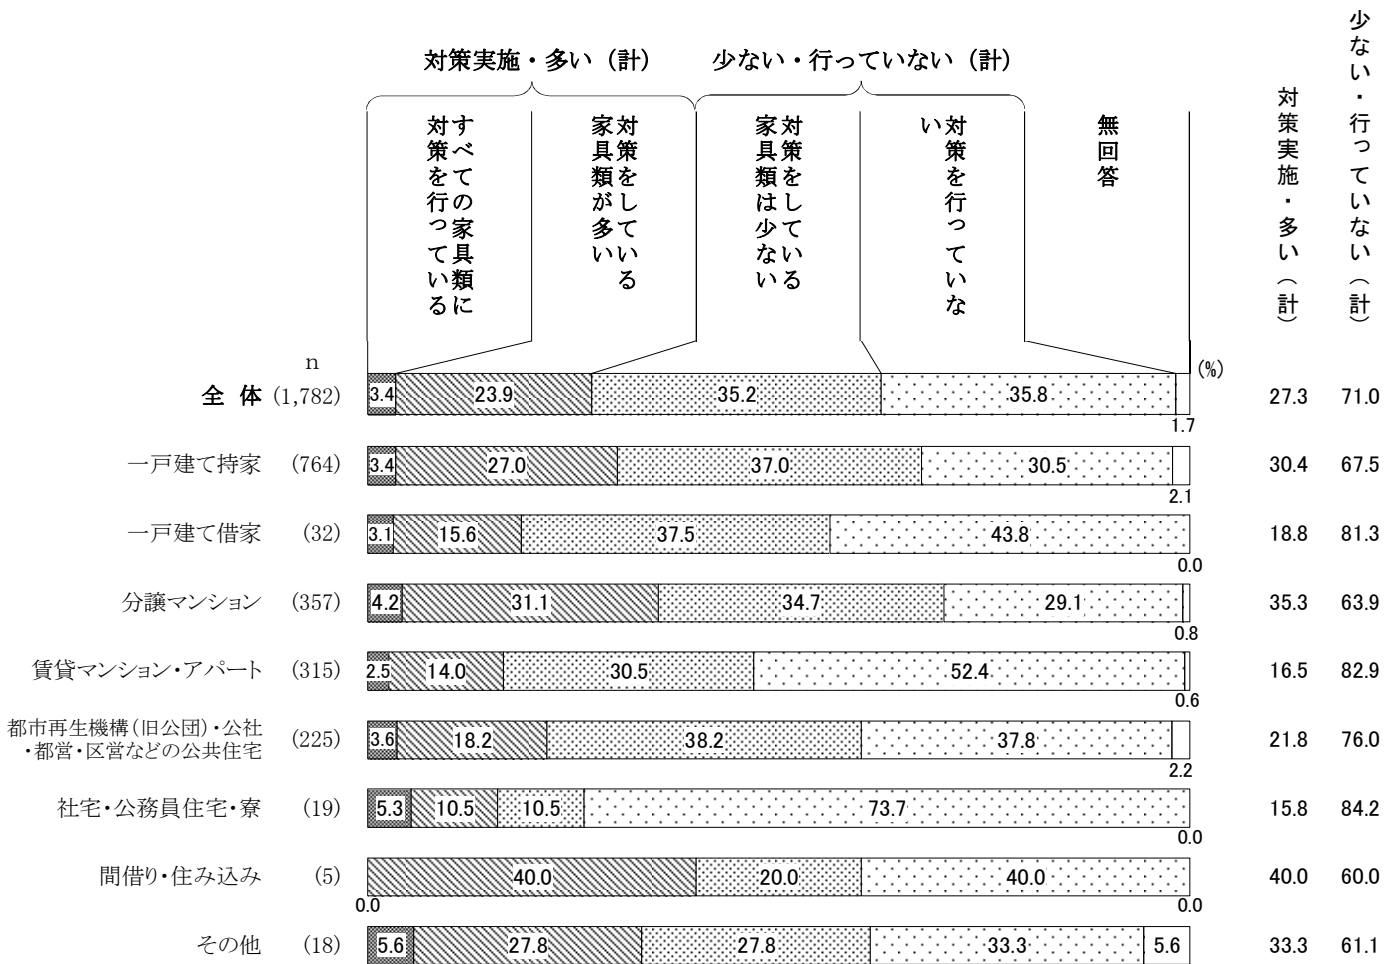 対策実施・多い（計）　少ない・行っていない（計）
すべての家具類に
対策を行っている
対策をしている
家具類が多い
対策をしている
家具類は少ない
対策を行っていな
い
無回答
対策実施・多い（計）
少ない・行っていない（計）
n
(%)
全 体 (1,782) 3.4 23.9 35.2 35.8 1.7 27.3 71.0
一戸建て持家 (764) 3.4 27.0 37.0 30.5 2.1 30.4 67.5
一戸建て借家 (32) 3.1 15.6 37.5 43.8 0.0 18.8 81.3
分譲マンション (357) 4.2 31.1 34.7 29.1 0.8 35.3 63.9
賃貸マンション・アパート (315) 2.5 14.0 30.5 52.4 0.6 16.5 82.9
都市再生機構（旧公団）・公社
・都営・区営などの公共住宅 (225) 3.6 18.2 38.2 37.8 2.2 21.8 76.0
社宅・公務員住宅・寮 (19) 5.3 10.5 10.5 73.7 0.0 15.8 84.2
間借り・住み込み (5) 0.0 40.0 20.0 40.0 0.0 40.0 60.0
その他 (18) 5.6 27.8 27.8 33.3 5.6 33.3 61.1